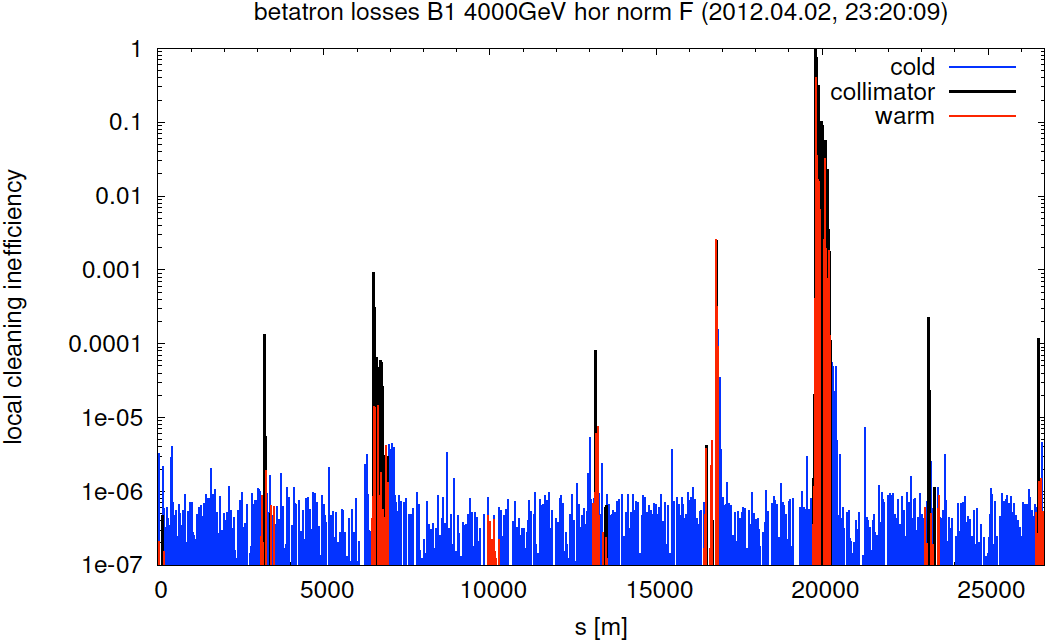 betatron losses B1 4000GeV hor norm F (2012.04.02, 23:20:09)
cold
collimator
warm
local cleaning inefficiency
1
0.1
0.01
0.001
0.0001
1e-05
1e-06
1e-07
0 5000 10000 15000 20000 25000
s [m]